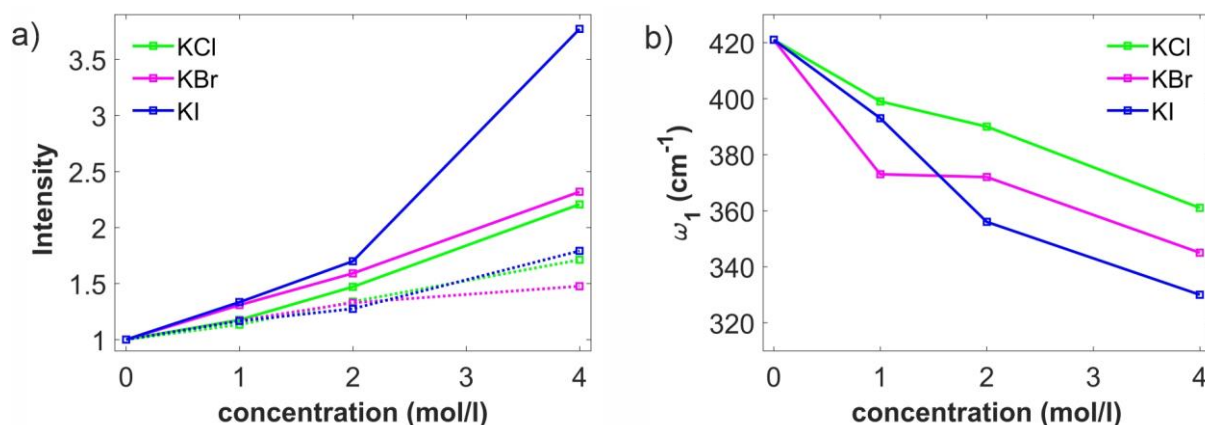 a)
KCl
KBr
KI
3.5
3
2.5
2
1.5
1
Intensity
0 1 2 3 4
concentration (mol/l)
b)
KCl
KBr
KI
420
400
380
360
340
320
ω₁ (cm⁻¹)
0 1 2 3 4
concentration (mol/l)